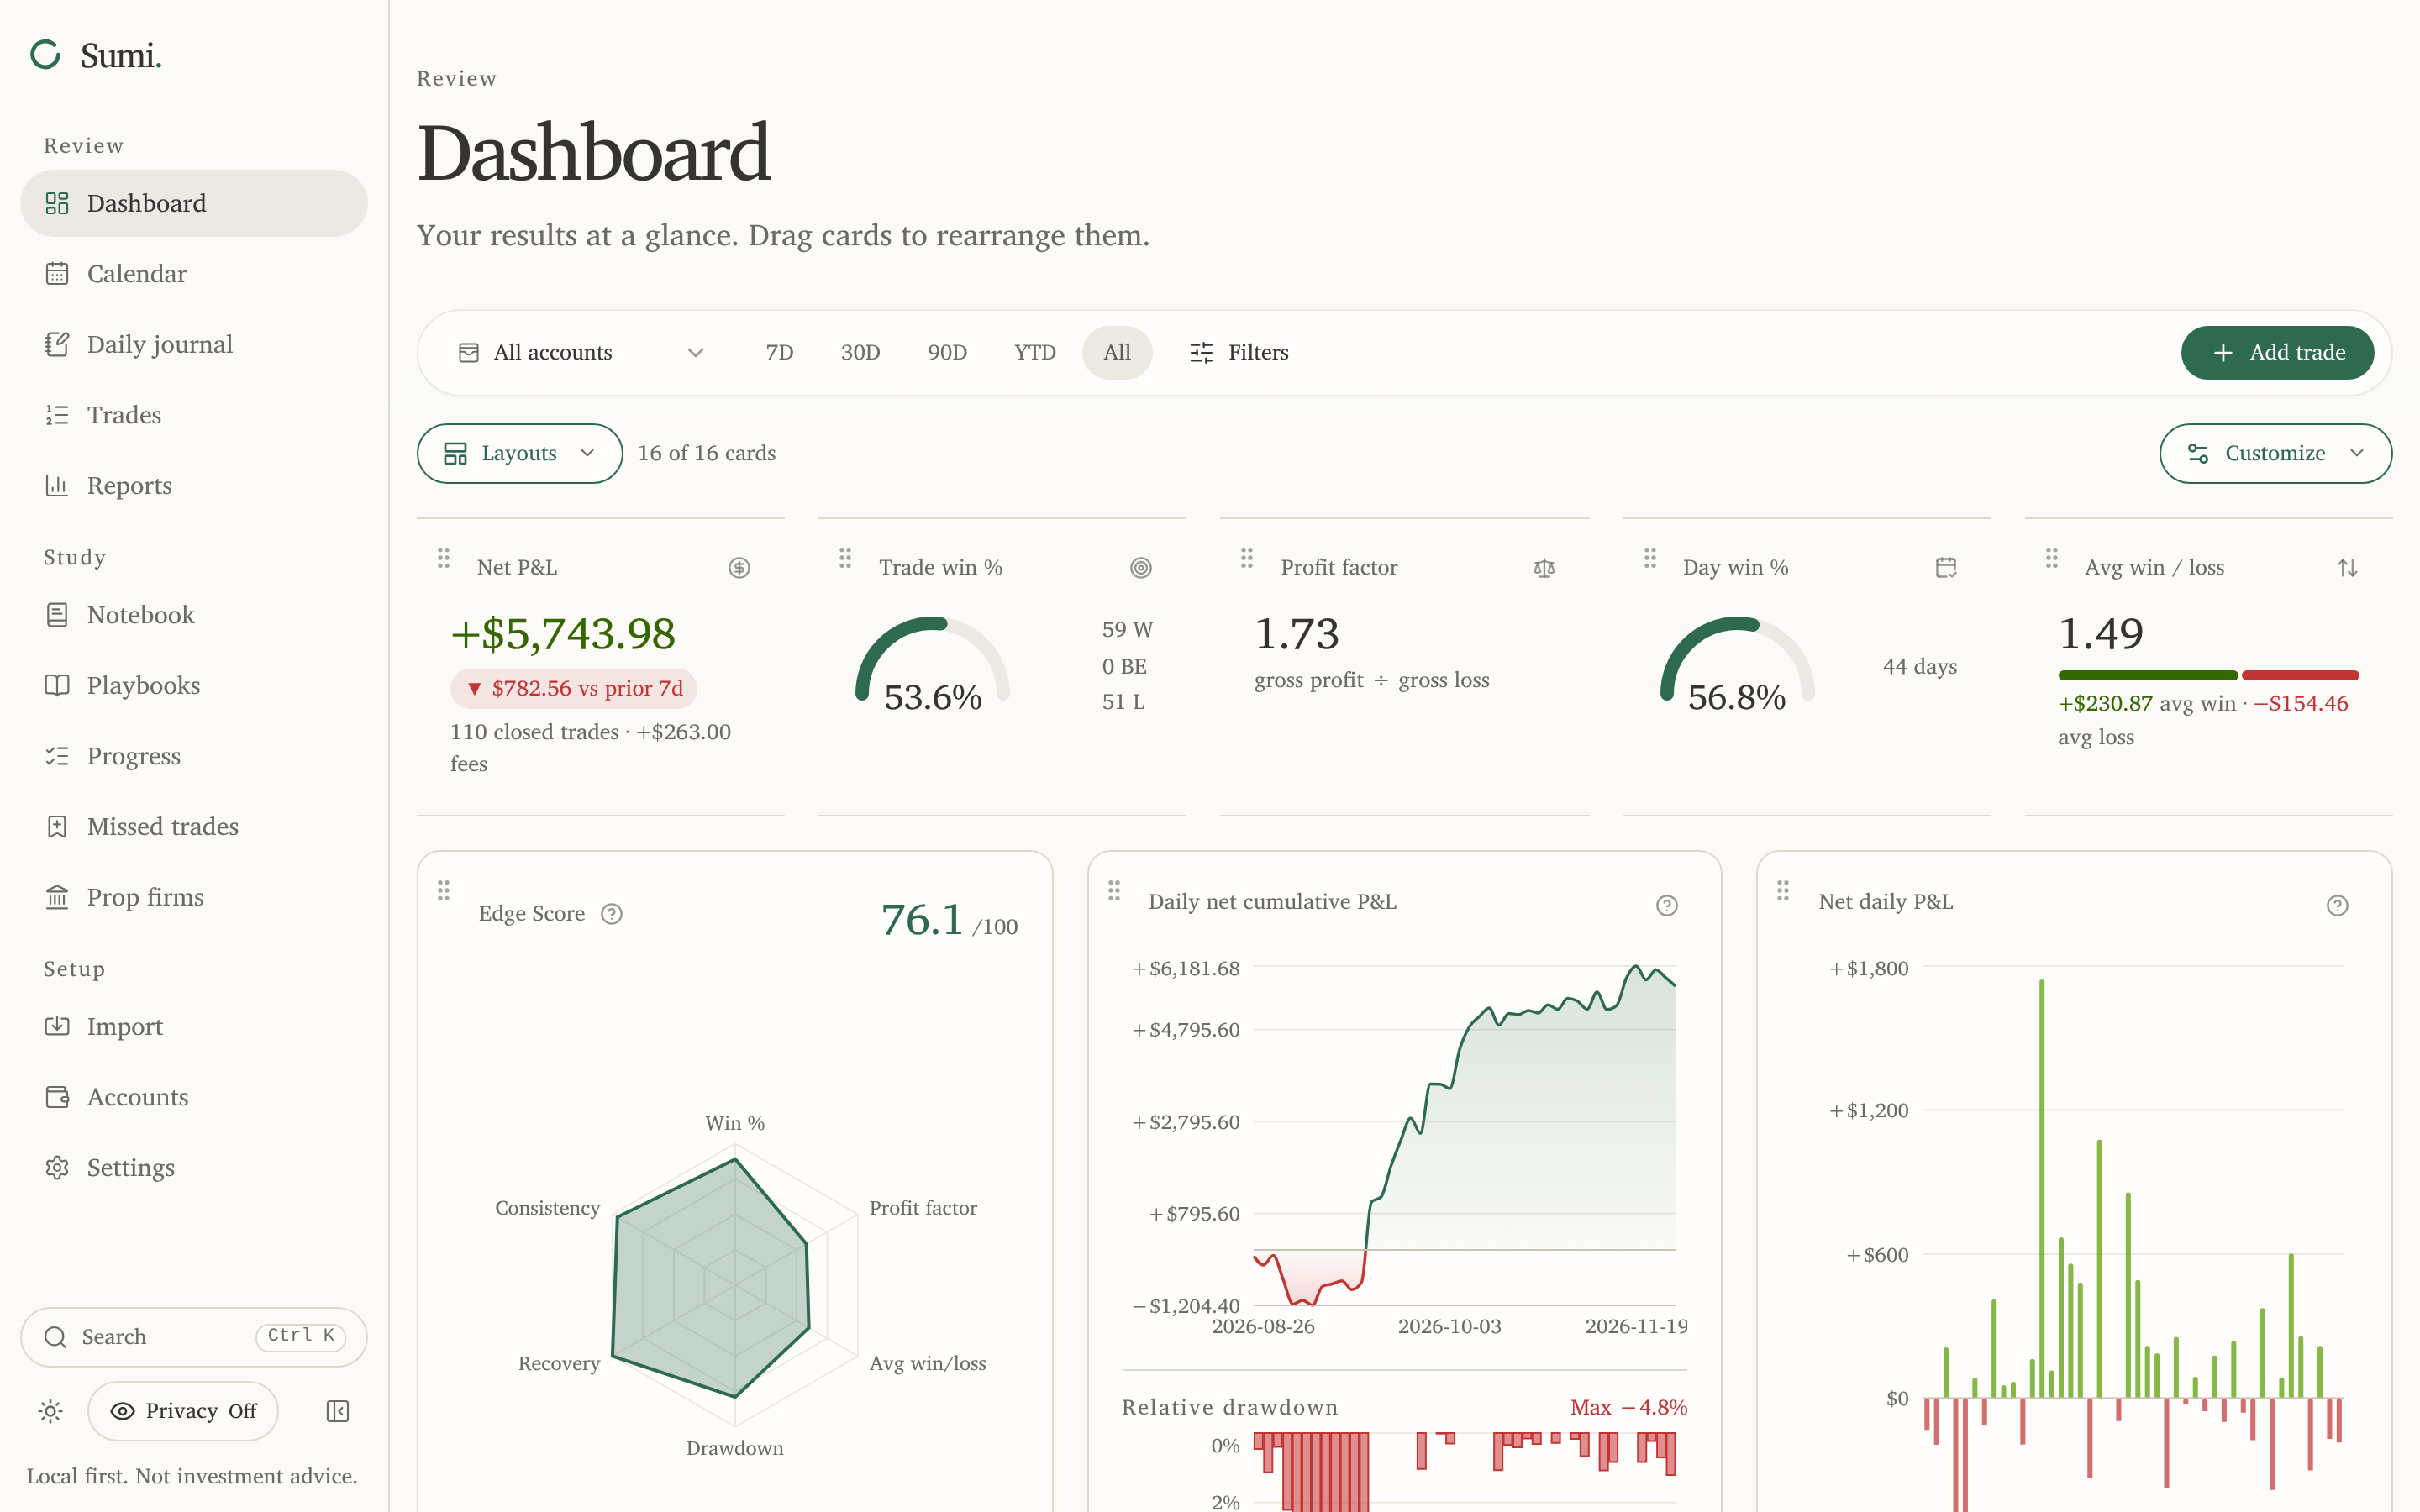 Sumi.
Review
Dashboard
Calendar
Daily journal
Trades
Reports
Study
Notebook
Playbooks
Progress
Missed trades
Prop firms
Setup
Import
Accounts
Settings
Search Ctrl K
Privacy Off
Local first. Not investment advice.
Review
Dashboard
Your results at a glance. Drag cards to rearrange them.
All accounts 7D 30D 90D YTD All Filters Add trade
Layouts 16 of 16 cards Customize
Net P&L
+$5,743.98
▼ $782.56 vs prior 7d
110 closed trades · +$263.00
fees
Trade win %
53.6%
59 W
0 BE
51 L
Profit factor
1.73
gross profit ÷ gross loss
Day win %
56.8%
44 days
Avg win / loss
1.49
+$230.87 avg win · −$154.46
avg loss
Edge Score 76.1 /100
Win %
Profit factor
Avg win/loss
Drawdown
Recovery
Consistency
Daily net cumulative P&L
+$6,181.68
+$4,795.60
+$2,795.60
+$795.60
−$1,204.40
2026-08-26 2026-10-03 2026-11-19
Relative drawdown Max −4.8%
0%
2%
Net daily P&L
+$1,800
+$1,200
+$600
$0